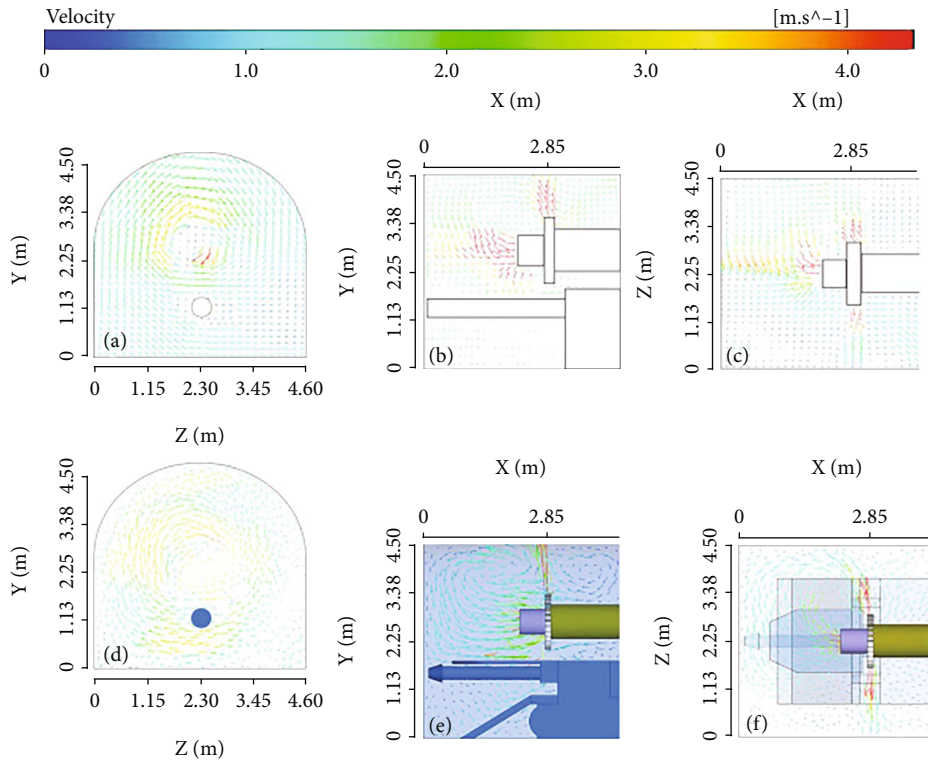 Velocity [m.s^−1]
0 1.0 2.0 3.0 4.0
X (m) X (m)
0 2.85 0 2.85
Y (m) 0 1.13 2.25 3.38 4.50
(a)
0 1.15 2.30 3.45 4.60
Z (m)
Y (m) 0 1.13 2.25 3.38 4.50
(b)
Z (m) 0 1.13 2.25 3.38 4.50
(c)
X (m) X (m)
0 2.85 0 2.85
Y (m) 0 1.13 2.25 3.38 4.50
(d)
0 1.15 2.30 3.45 4.60
Z (m)
Y (m) 0 1.13 2.25 3.38 4.50
(e)
Z (m) 0 1.13 2.25 3.38 4.50
(f)